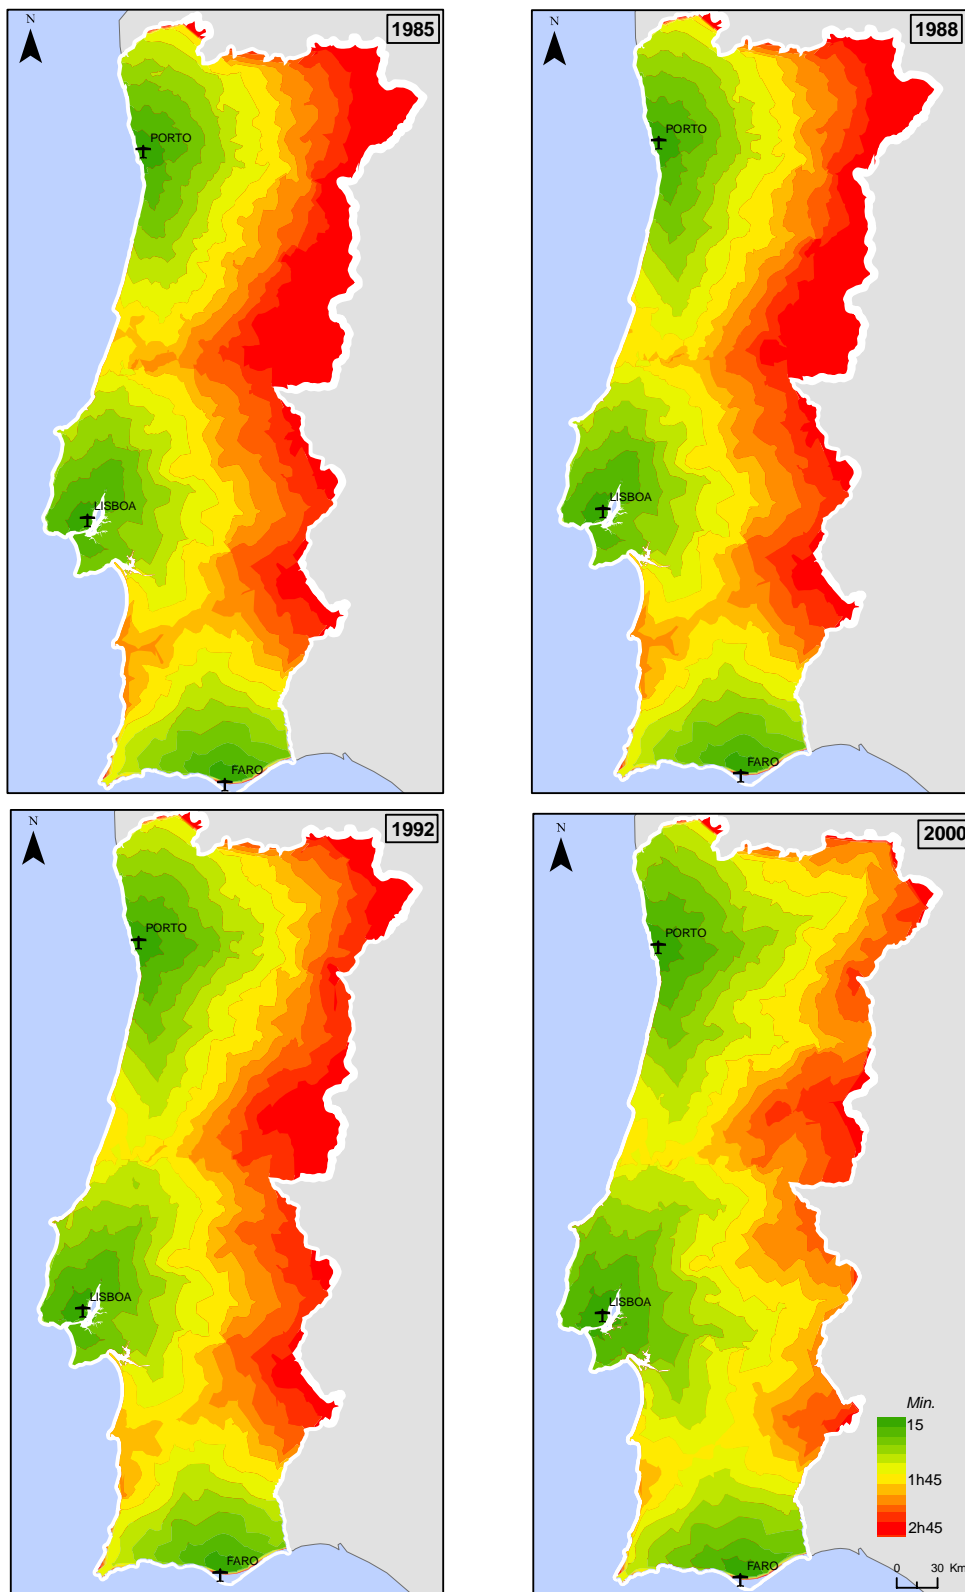 N
1985
PORTO
LISBOA
FARO
N
1988
PORTO
LISBOA
FARO
N
1992
PORTO
LISBOA
FARO
N
2000
PORTO
LISBOA
FARO
Min.
15
1h45
2h45
0 30 Km